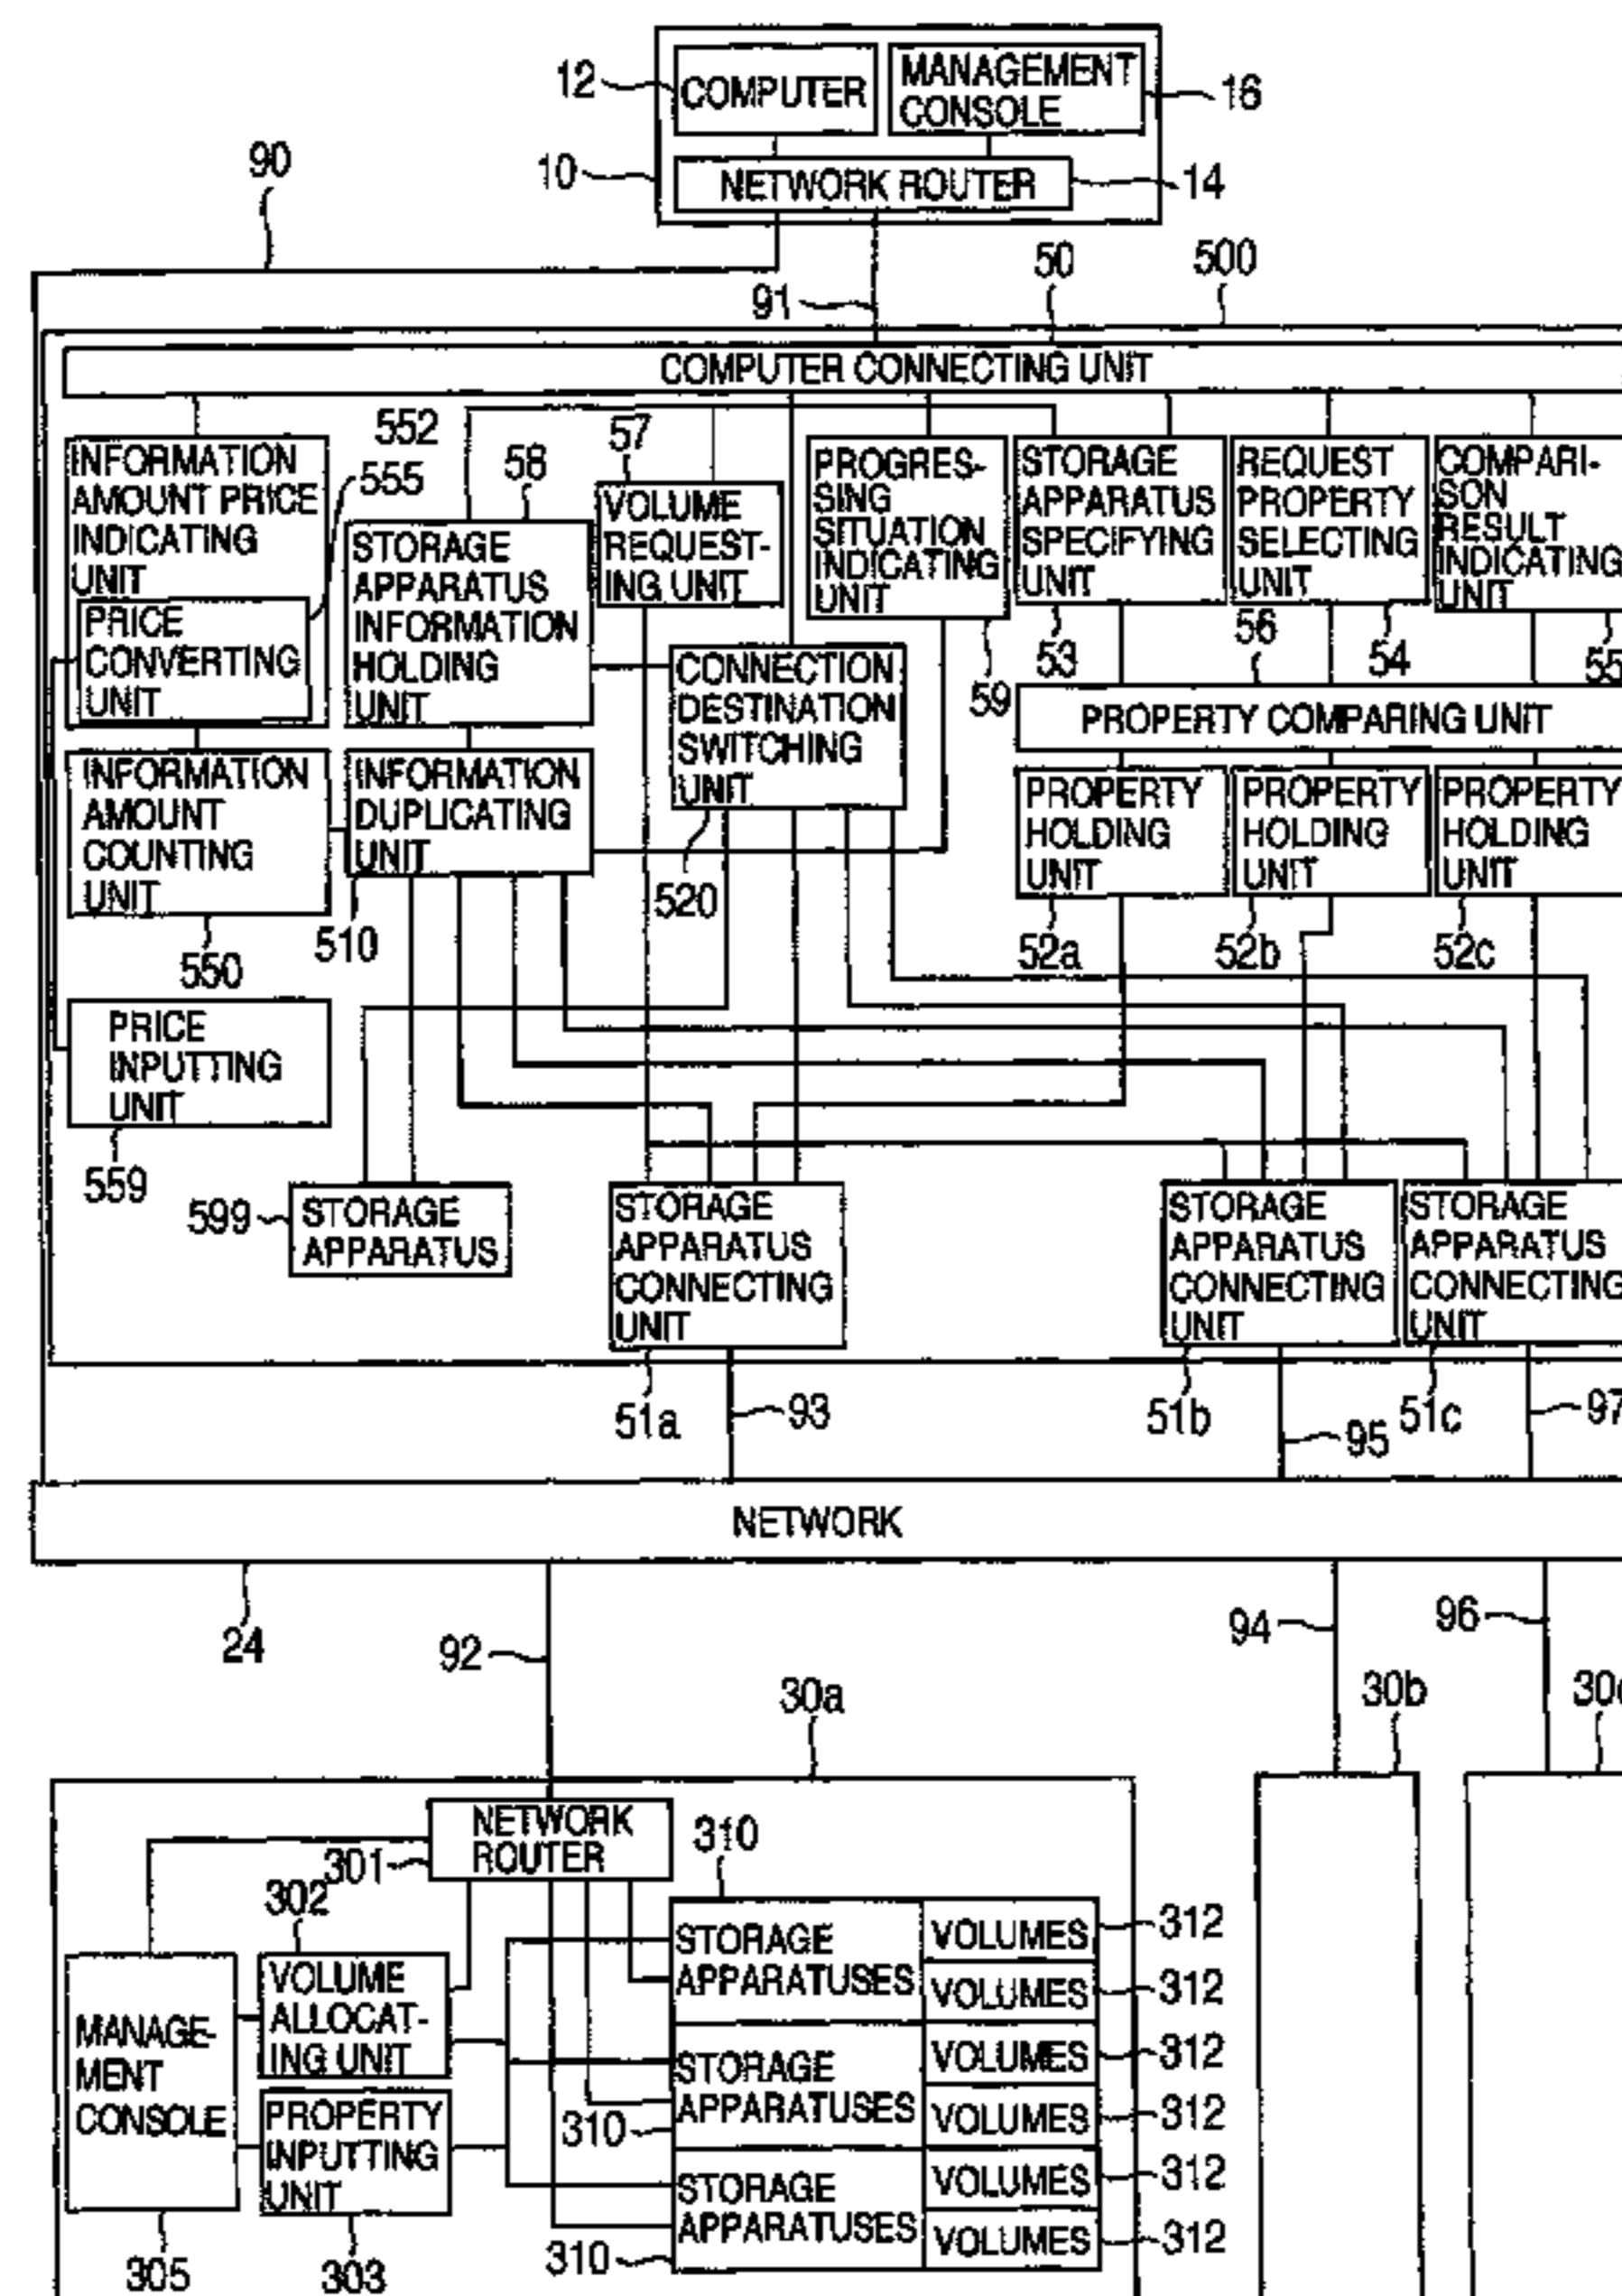 12
COMPUTER
MANAGEMENT
CONSOLE
16
90
10
NETWORK ROUTER
14
91
50
500
COMPUTER CONNECTING UNIT
INFORMATION
AMOUNT PRICE
INDICATING
UNIT
552
555
PRICE
CONVERTING
UNIT
58
STORAGE
APPARATUS
INFORMATION
HOLDING
UNIT
57
VOLUME
REQUEST-
ING UNIT
PROGRES-
SING
SITUATION
INDICATING
UNIT
59
STORAGE
APPARATUS
SPECIFYING
UNIT
53
REQUEST
PROPERTY
SELECTING
UNIT
54
COMPARI-
SON
RESULT
INDICATING
UNIT
55
56
CONNECTION
DESTINATION
SWITCHING
UNIT
520
PROPERTY COMPARING UNIT
INFORMATION
AMOUNT
COUNTING
UNIT
550
INFORMATION
DUPLICATING
UNIT
510
PROPERTY
HOLDING
UNIT
52a
PROPERTY
HOLDING
UNIT
52b
PROPERTY
HOLDING
UNIT
52c
PRICE
INPUTTING
UNIT
559
599
STORAGE
APPARATUS
STORAGE
APPARATUS
CONNECTING
UNIT
51a
93
STORAGE
APPARATUS
CONNECTING
UNIT
51b
95
STORAGE
APPARATUS
CONNECTING
UNIT
51c
97
NETWORK
24
92
94
96
30a
30b
NETWORK
ROUTER
301
302
310
VOLUME
ALLOCAT-
ING UNIT
MANAGE-
MENT
CONSOLE
305
PROPERTY
INPUTTING
UNIT
303
STORAGE
APPARATUSES
VOLUMES
312
VOLUMES
312
STORAGE
APPARATUSES
310
VOLUMES
312
VOLUMES
312
STORAGE
APPARATUSES
310
VOLUMES
312
VOLUMES
312